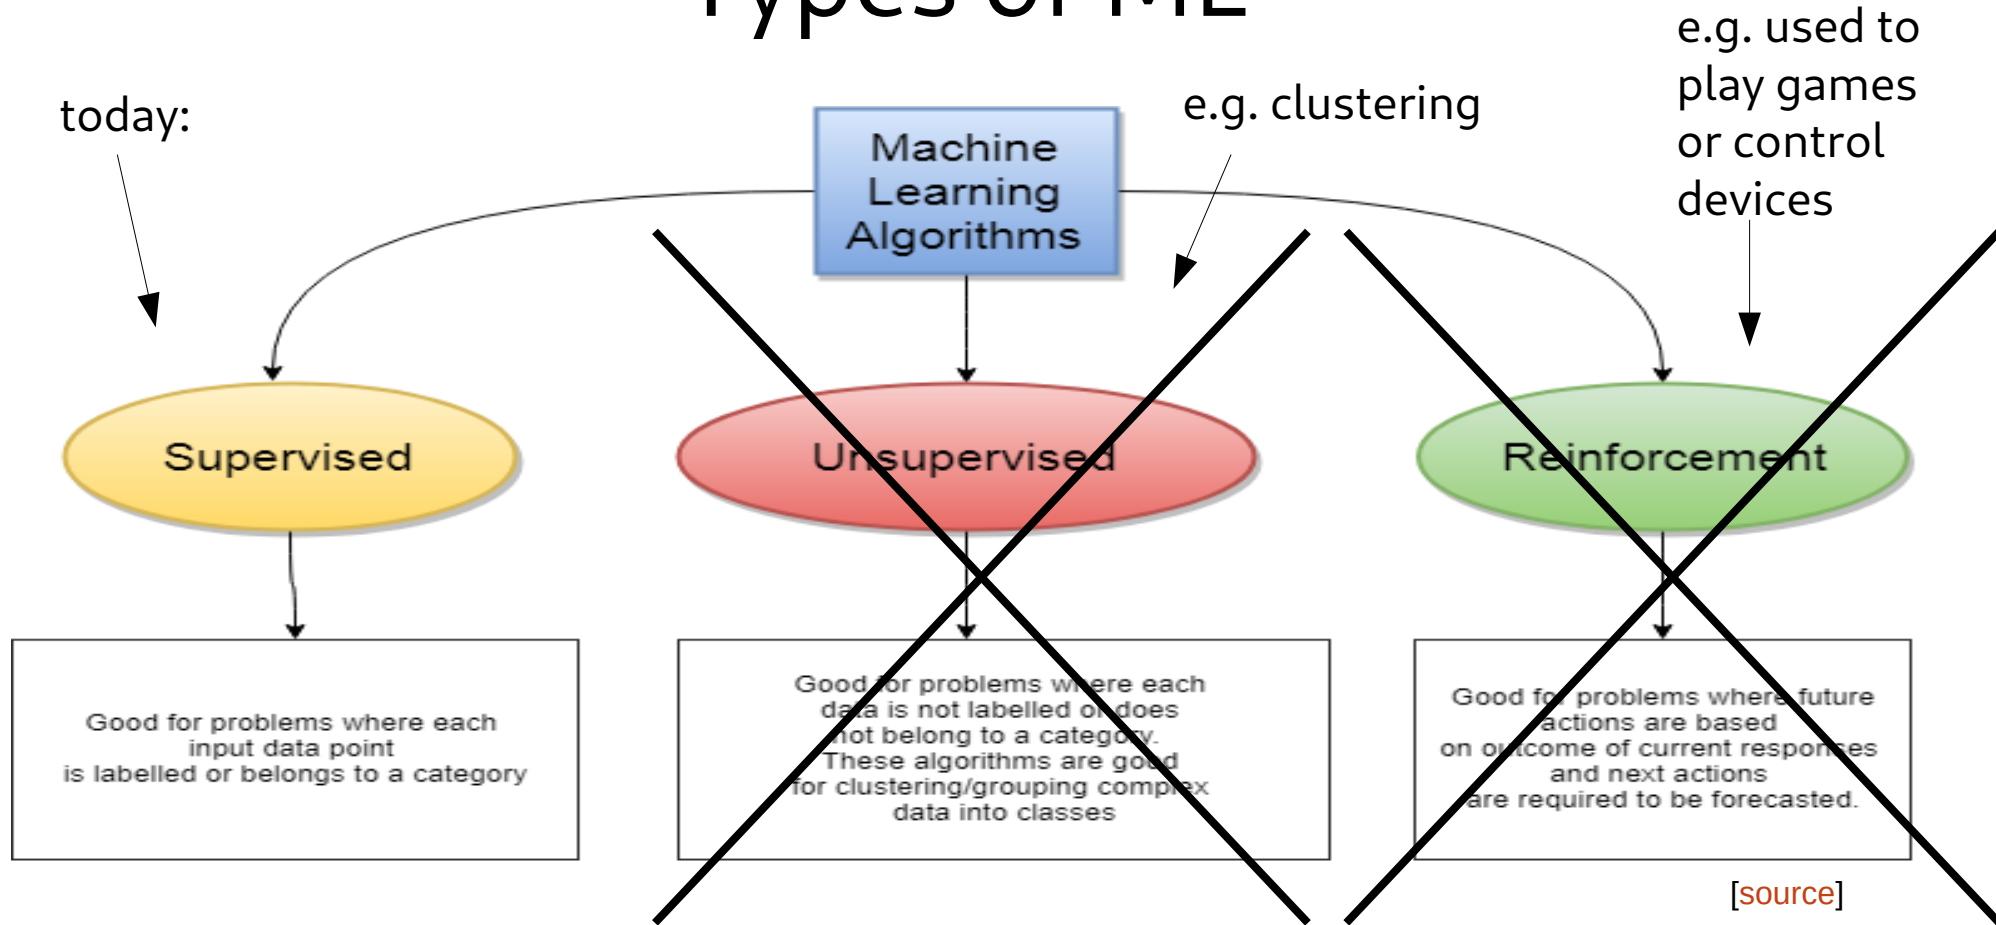 Types of ML
today:
e.g. clustering
e.g. used to
play games
or control
devices
Machine
Learning
Algorithms
Supervised
Unsupervised
Reinforcement
Good for problems where each
input data point
is labelled or belongs to a category
Good for problems where each
data is not labelled or does
not belong to a category.
These algorithms are good
for clustering/grouping complex
data into classes
Good for problems where future
actions are based
on outcome of current responses
and next actions
are required to be forecasted.
[source]